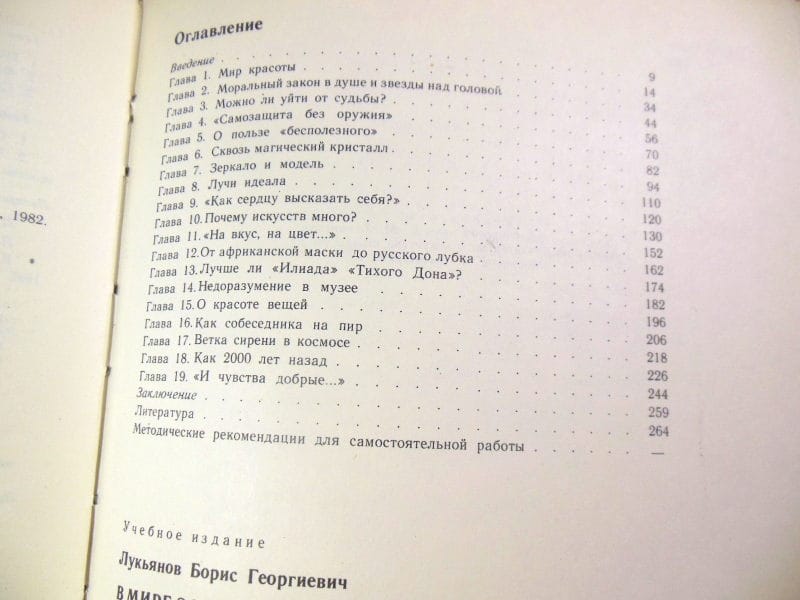 . 1982.
Оглавление
Введение . . . 9
Глава 1. Мир красоты . . . 14
Глава 2. Моральный закон в душе и звезды над головой . . . 34
Глава 3. Можно ли уйти от судьбы? . . . 44
Глава 4. «Самозащита без оружия» . . . 56
Глава 5. О пользе «бесполезного» . . . 70
Глава 6. Сквозь магический кристалл . . . 82
Глава 7. Зеркало и модель . . . 94
Глава 8. Лучи идеала . . . 110
Глава 9. «Как сердцу высказать себя?» . . . 120
Глава 10. Почему искусств много? . . . 130
Глава 11. «На вкус, на цвет...» . . . 152
Глава 12. От африканской маски до русского лубка . . . 162
Глава 13. Лучше ли «Илиада» «Тихого Дона»? . . . 174
Глава 14. Недоразумение в музее . . . 182
Глава 15. О красоте вещей . . . 196
Глава 16. Как собеседника на пир . . . 206
Глава 17. Ветка сирени в космосе . . . 218
Глава 18. Как 2000 лет назад . . . 226
Глава 19. «И чувства добрые...» . . . 244
Заключение . . . 259
Литература . . . 264
Методические рекомендации для самостоятельной работы . . . —
Учебное издание
Лукьянов Борис Георгиевич
В МИРЕ